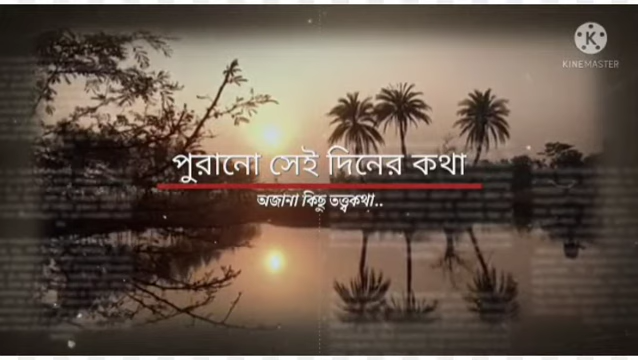 K
KINEMASTER
পুরানো সেই দিনের কথা
অজানা কিছু তত্ত্বকথা..